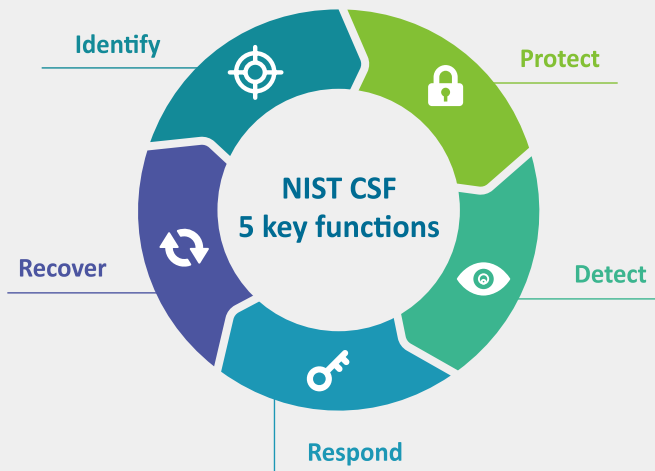 Identify
Protect
NIST CSF
5 key functions
Recover
Detect
Respond